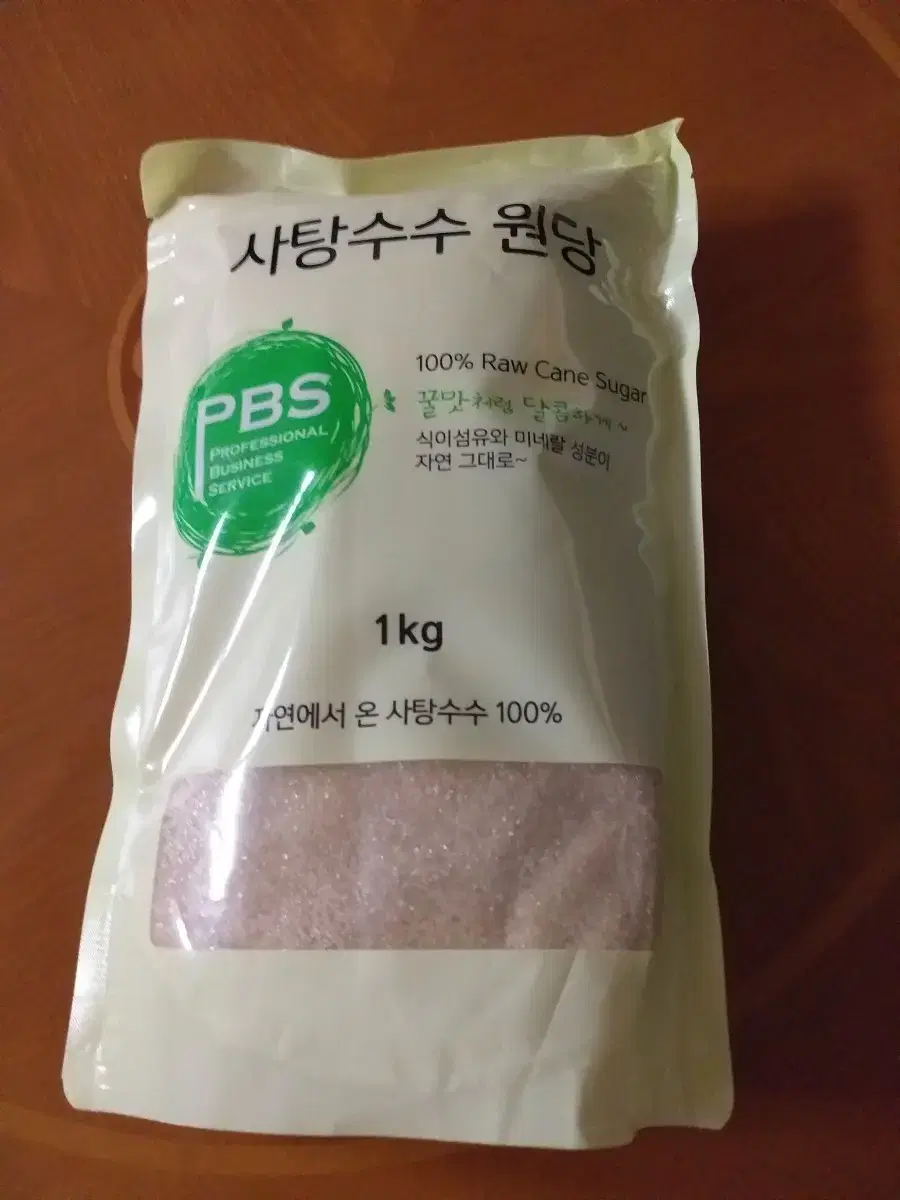 사탕수수 원당
PBS
PROFESSIONAL
BUSINESS
SERVICE
100% Raw Cane Sugar
꿀맛처럼 달콤하게~
식이섬유와 미네랄 성분이
자연 그대로~
1kg
자연에서 온 사탕수수 100%